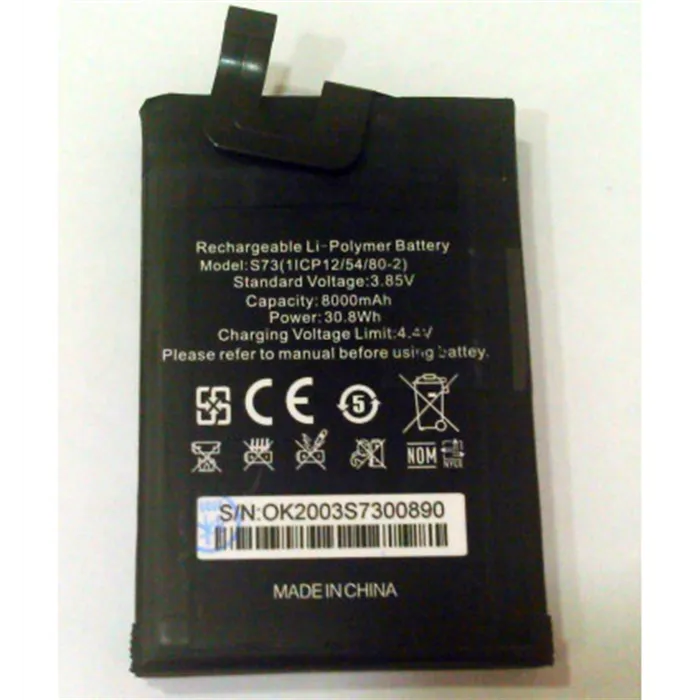 Rechargeable Li-Polymer Battery
Model:S73(1ICP12/54/80-2)
Standard Voltage:3.85V
Capacity:8000mAh
Power:30.8Wh
Charging Voltage Limit:4.4V
Please refer to manual before using battey.
CE 5
NOM NYCE
S/N:OK2003S7300890
MADE IN CHINA